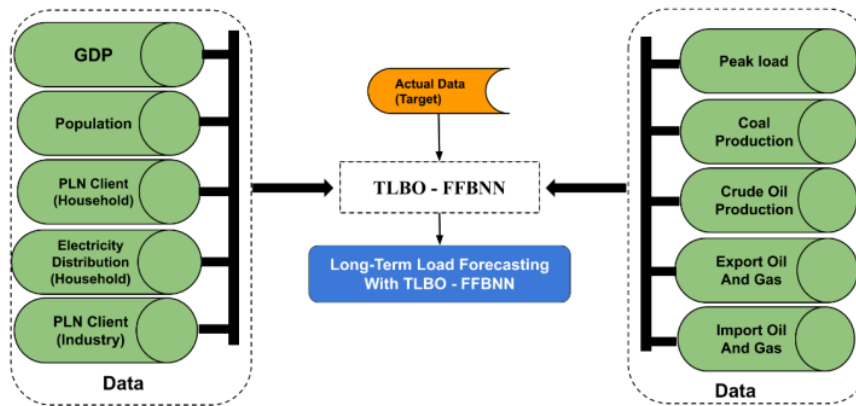 GDP
Population
PLN Client
(Household)
Electricity
Distribution
(Household)
PLN Client
(Industry)
Data
Actual Data
(Target)
TLBO - FFBNN
Long-Term Load Forecasting
With TLBO - FFBNN
Peak load
Coal
Production
Crude Oil
Production
Export Oil
And Gas
Import Oil
And Gas
Data